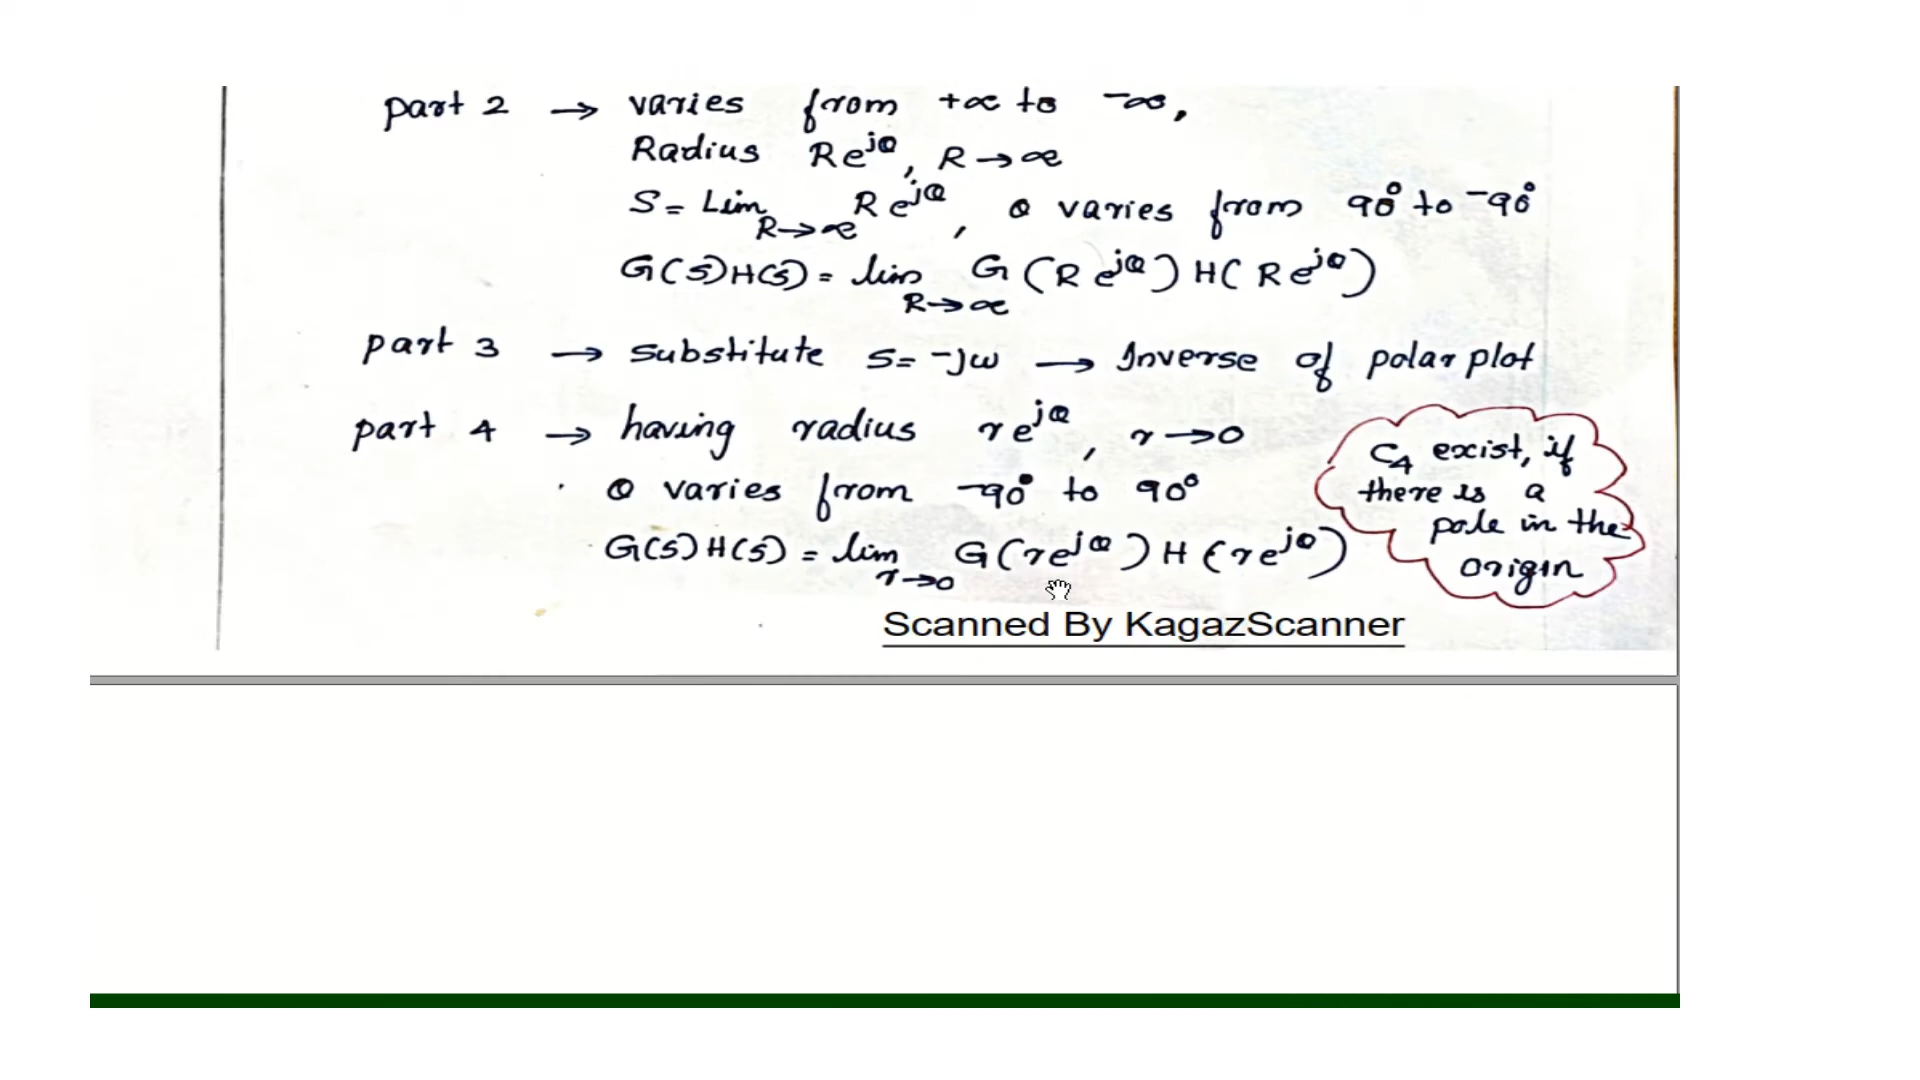 part 2 → varies from +∞ to -∞,
Radius Re^jθ, R→∞
S = Lim R→∞ Re^jθ, θ varies from 90° to -90°
G(S)H(S) = lim R→∞ G(Re^jθ) H(Re^jθ)
part 3 → substitute S= -jω → Inverse of polar plot
part 4 → having radius re^jθ, r→0
θ varies from -90° to 90°
G(S)H(S) = lim r→0 G(re^jθ) H(re^jθ)
C4 exist, if
there is a
pole in the
origin
Scanned By KagazScanner